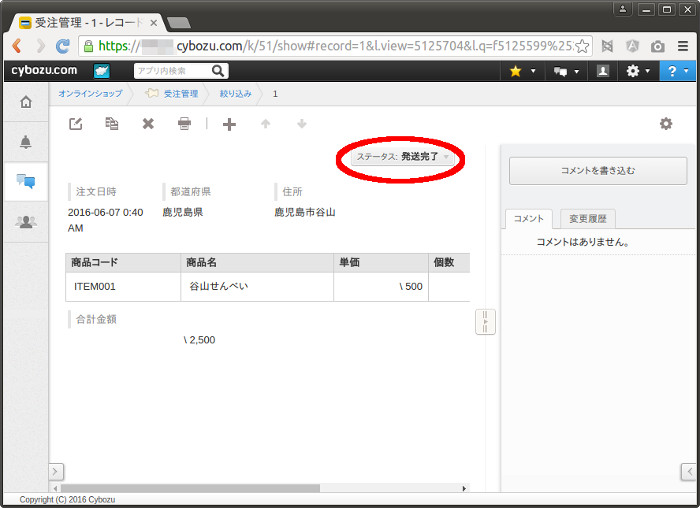 受注管理 - 1 - レコード
https://
cybozu.com/k/51/show#record=1&l.view=5125704&l.q=f5125599%25
cybozu.com
アプリ内検索
オンラインショップ
受注管理
絞り込み
1
ステータス: 発送完了
コメントを書き込む
注文日時 都道府県 住所
2016-06-07 0:40 鹿児島県 鹿児島市谷山
AM
コメント 変更履歴
コメントはありません。
商品コード 商品名 単価 個数
ITEM001 谷山せんべい \ 500
合計金額
\ 2,500
Copyright (C) 2016 Cybozu